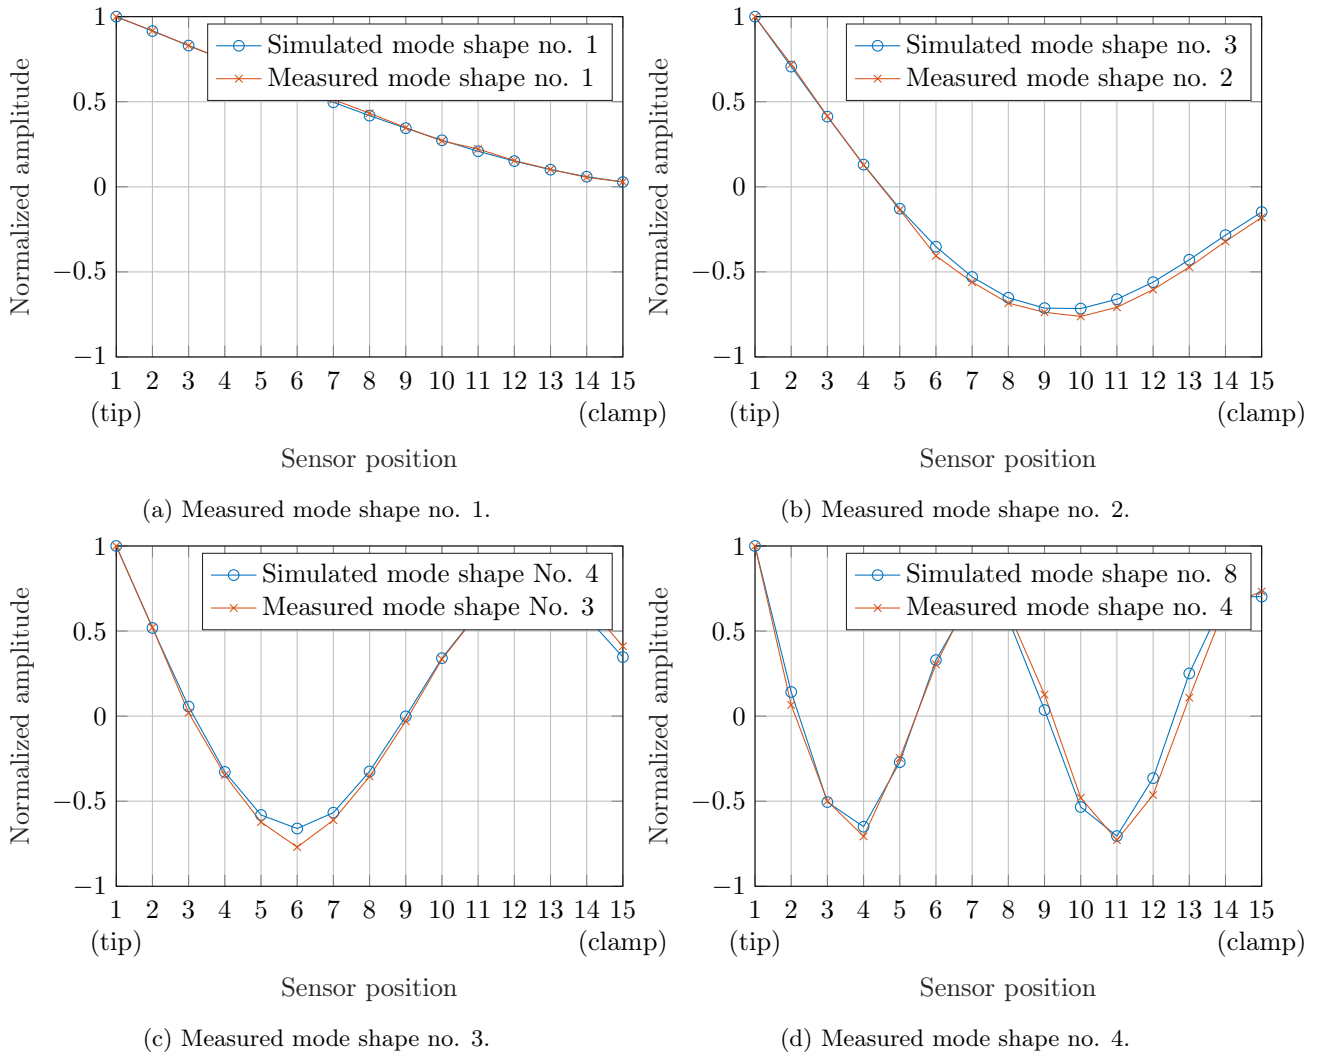 Simulated mode shape no. 1
Measured mode shape no. 1
Normalized amplitude
1
0.5
0
−0.5
−1
1 2 3 4 5 6 7 8 9 10 11 12 13 14 15
(tip) (clamp)
Sensor position
(a) Measured mode shape no. 1.
Simulated mode shape no. 3
Measured mode shape no. 2
Normalized amplitude
1
0.5
0
−0.5
−1
1 2 3 4 5 6 7 8 9 10 11 12 13 14 15
(tip) (clamp)
Sensor position
(b) Measured mode shape no. 2.
Simulated mode shape No. 4
Measured mode shape No. 3
Normalized amplitude
1
0.5
0
−0.5
−1
1 2 3 4 5 6 7 8 9 10 11 12 13 14 15
(tip) (clamp)
Sensor position
(c) Measured mode shape no. 3.
Simulated mode shape no. 8
Measured mode shape no. 4
Normalized amplitude
1
0.5
0
−0.5
−1
1 2 3 4 5 6 7 8 9 10 11 12 13 14 15
(tip) (clamp)
Sensor position
(d) Measured mode shape no. 4.